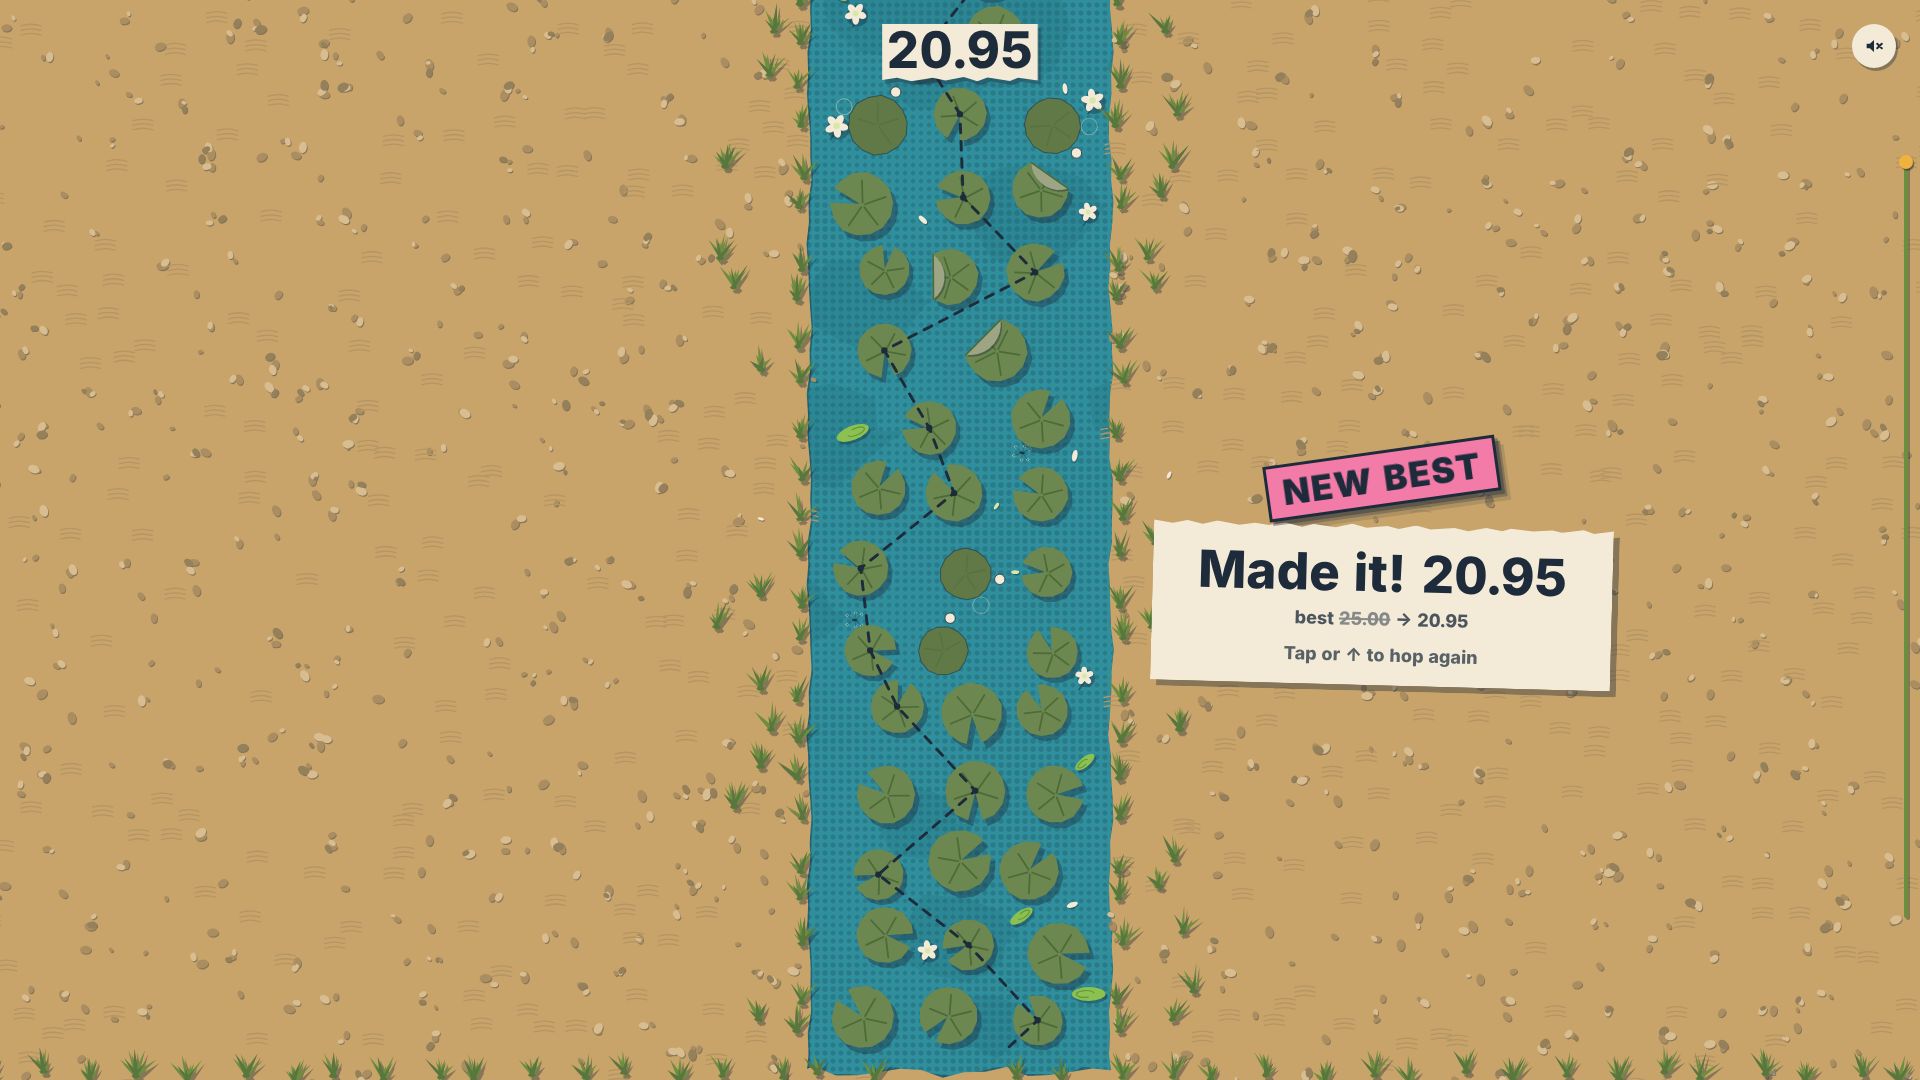 20.95
NEW BEST
Made it! 20.95
best 25.00 → 20.95
Tap or ↑ to hop again